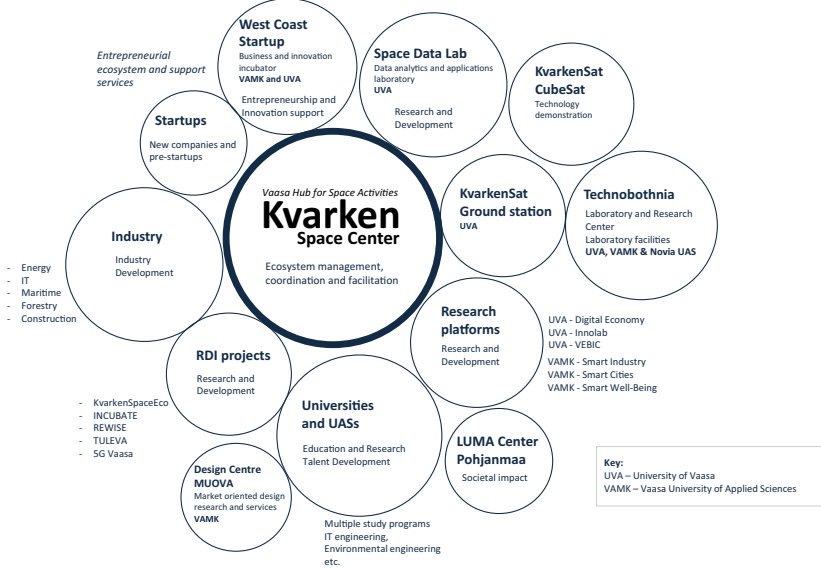 West Coast
Startup
Business and innovation
incubator
VAMK and UVA
Entrepreneurship and
Innovation support
Space Data Lab
Data analytics and applications
laboratory
UVA
Research and
Development
KvarkenSat
CubeSat
Technology
demonstration
Entrepreneurial
ecosystem and support
services
Startups
New companies and
pre-startups
Vaasa Hub for Space Activities
Kvarken
Space Center
Ecosystem management,
coordination and facilitation
KvarkenSat
Ground station
UVA
Technobothnia
Laboratory and Research
Center
Laboratory facilities
UVA, VAMK & Novia UAS
Industry
Industry
Development
- Energy
- IT
- Maritime
- Forestry
- Construction
Research
platforms
Research and
Development
UVA - Digital Economy
UVA - Innolab
UVA - VEBIC
VAMK - Smart Industry
VAMK - Smart Cities
VAMK - Smart Well-Being
RDI projects
Research and
Development
- KvarkenSpaceEco
- INCUBATE
- REWISE
- TULEVA
- 5G Vaasa
Universities
and UASs
Education and Research
Talent Development
LUMA Center
Pohjanmaa
Societal impact
Design Centre
MUOVA
Market oriented design
research and services
VAMK
Multiple study programs
IT engineering,
Environmental engineering
etc.
Key:
UVA – University of Vaasa
VAMK – Vaasa University of Applied Sciences